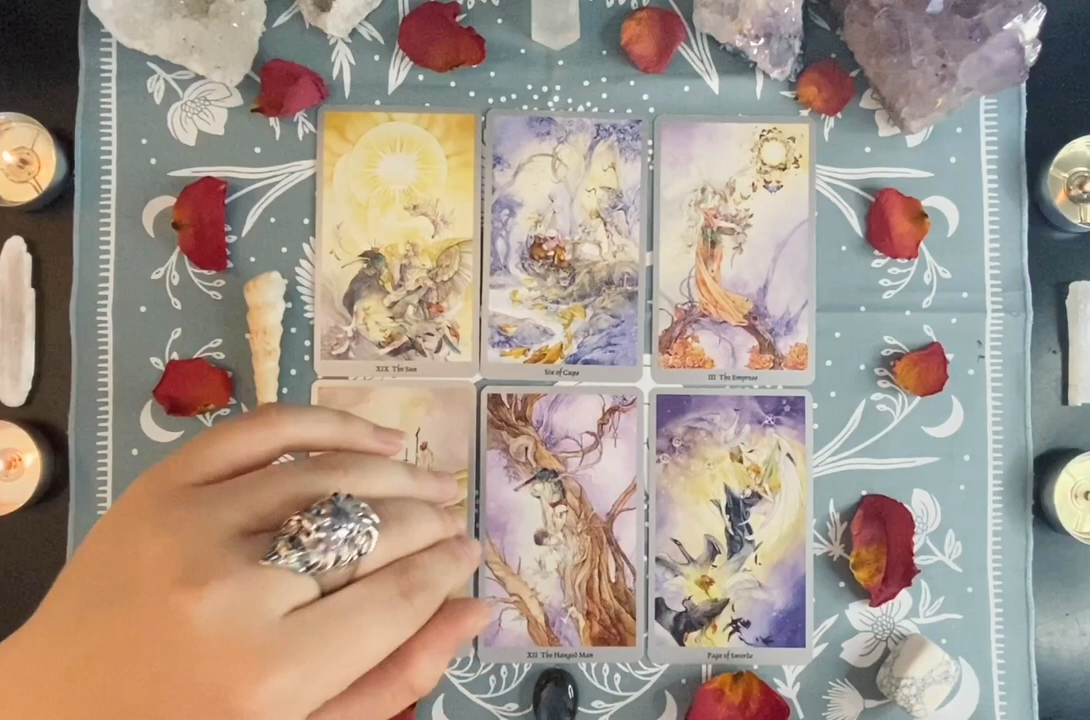 XIX The Sun
Six of Cups
III The Empress
XII The Hanged Man
Page of Swords